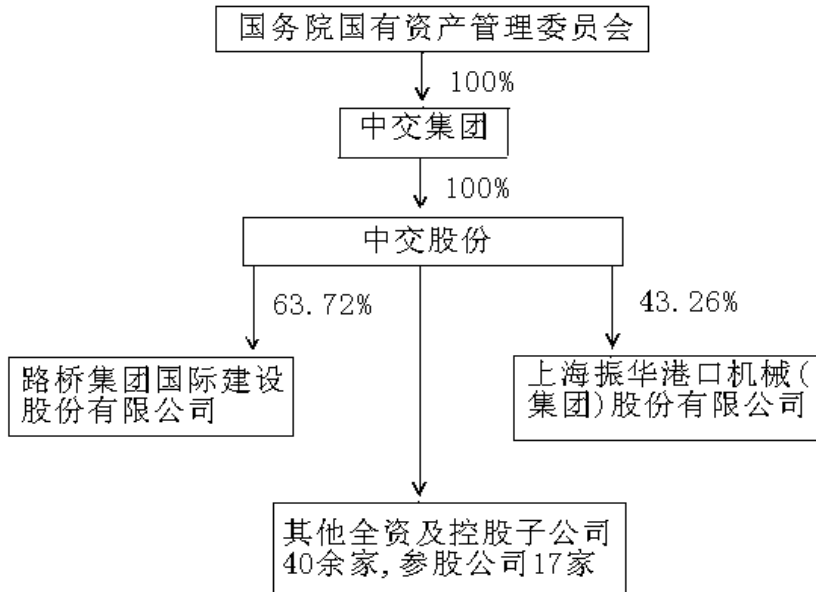 国务院国有资产管理委员会
100%
中交集团
100%
中交股份
63.72%
43.26%
路桥集团国际建设
股份有限公司
上海振华港口机械(
集团)股份有限公司
其他全资及控股子公司
40余家,参股公司17家